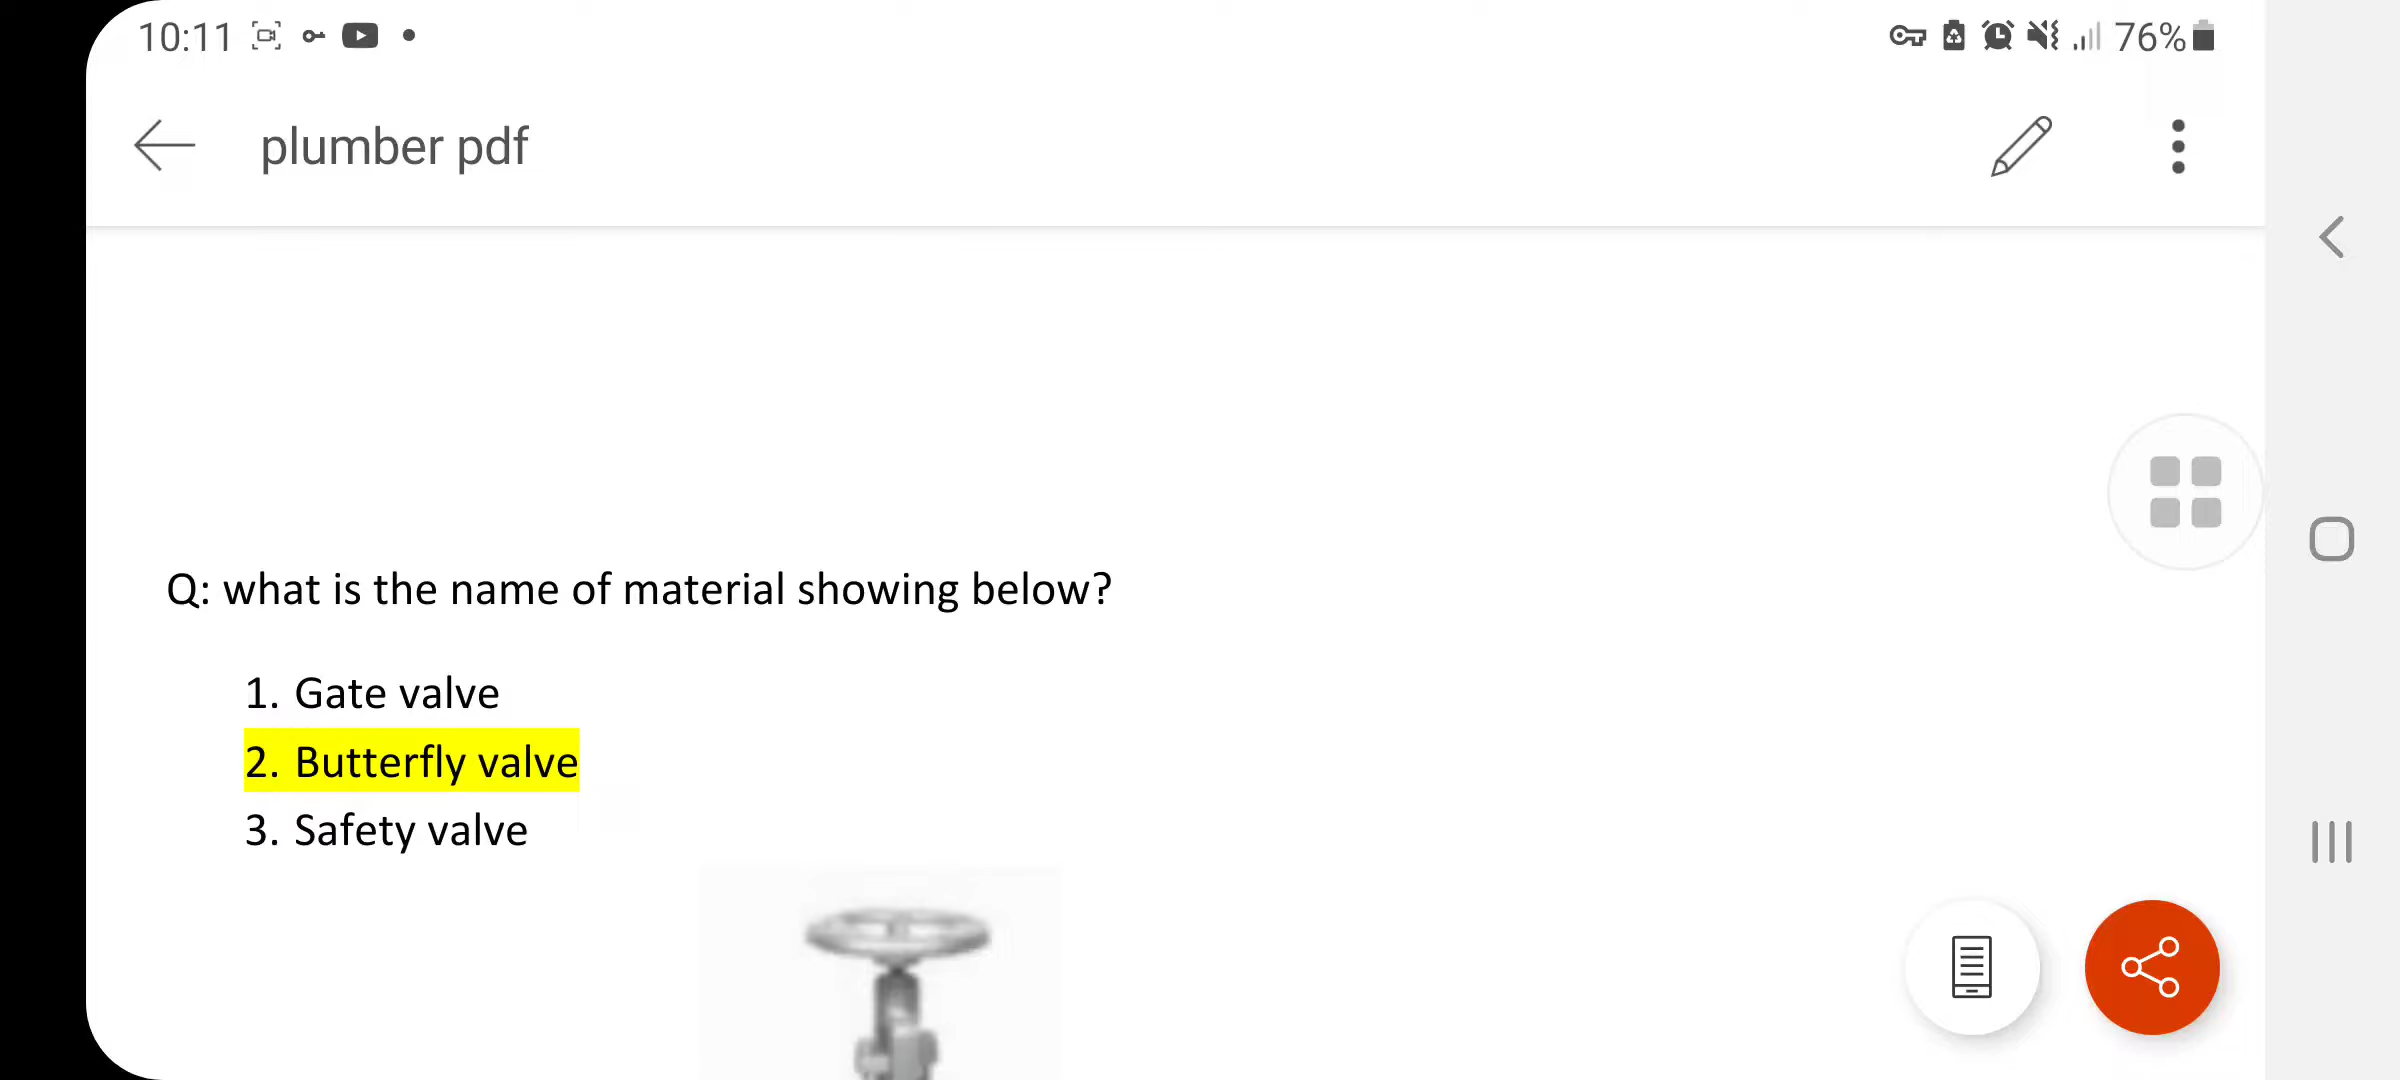 10:11
76%
plumber pdf
Q: what is the name of material showing below?
1. Gate valve
2. Butterfly valve
3. Safety valve